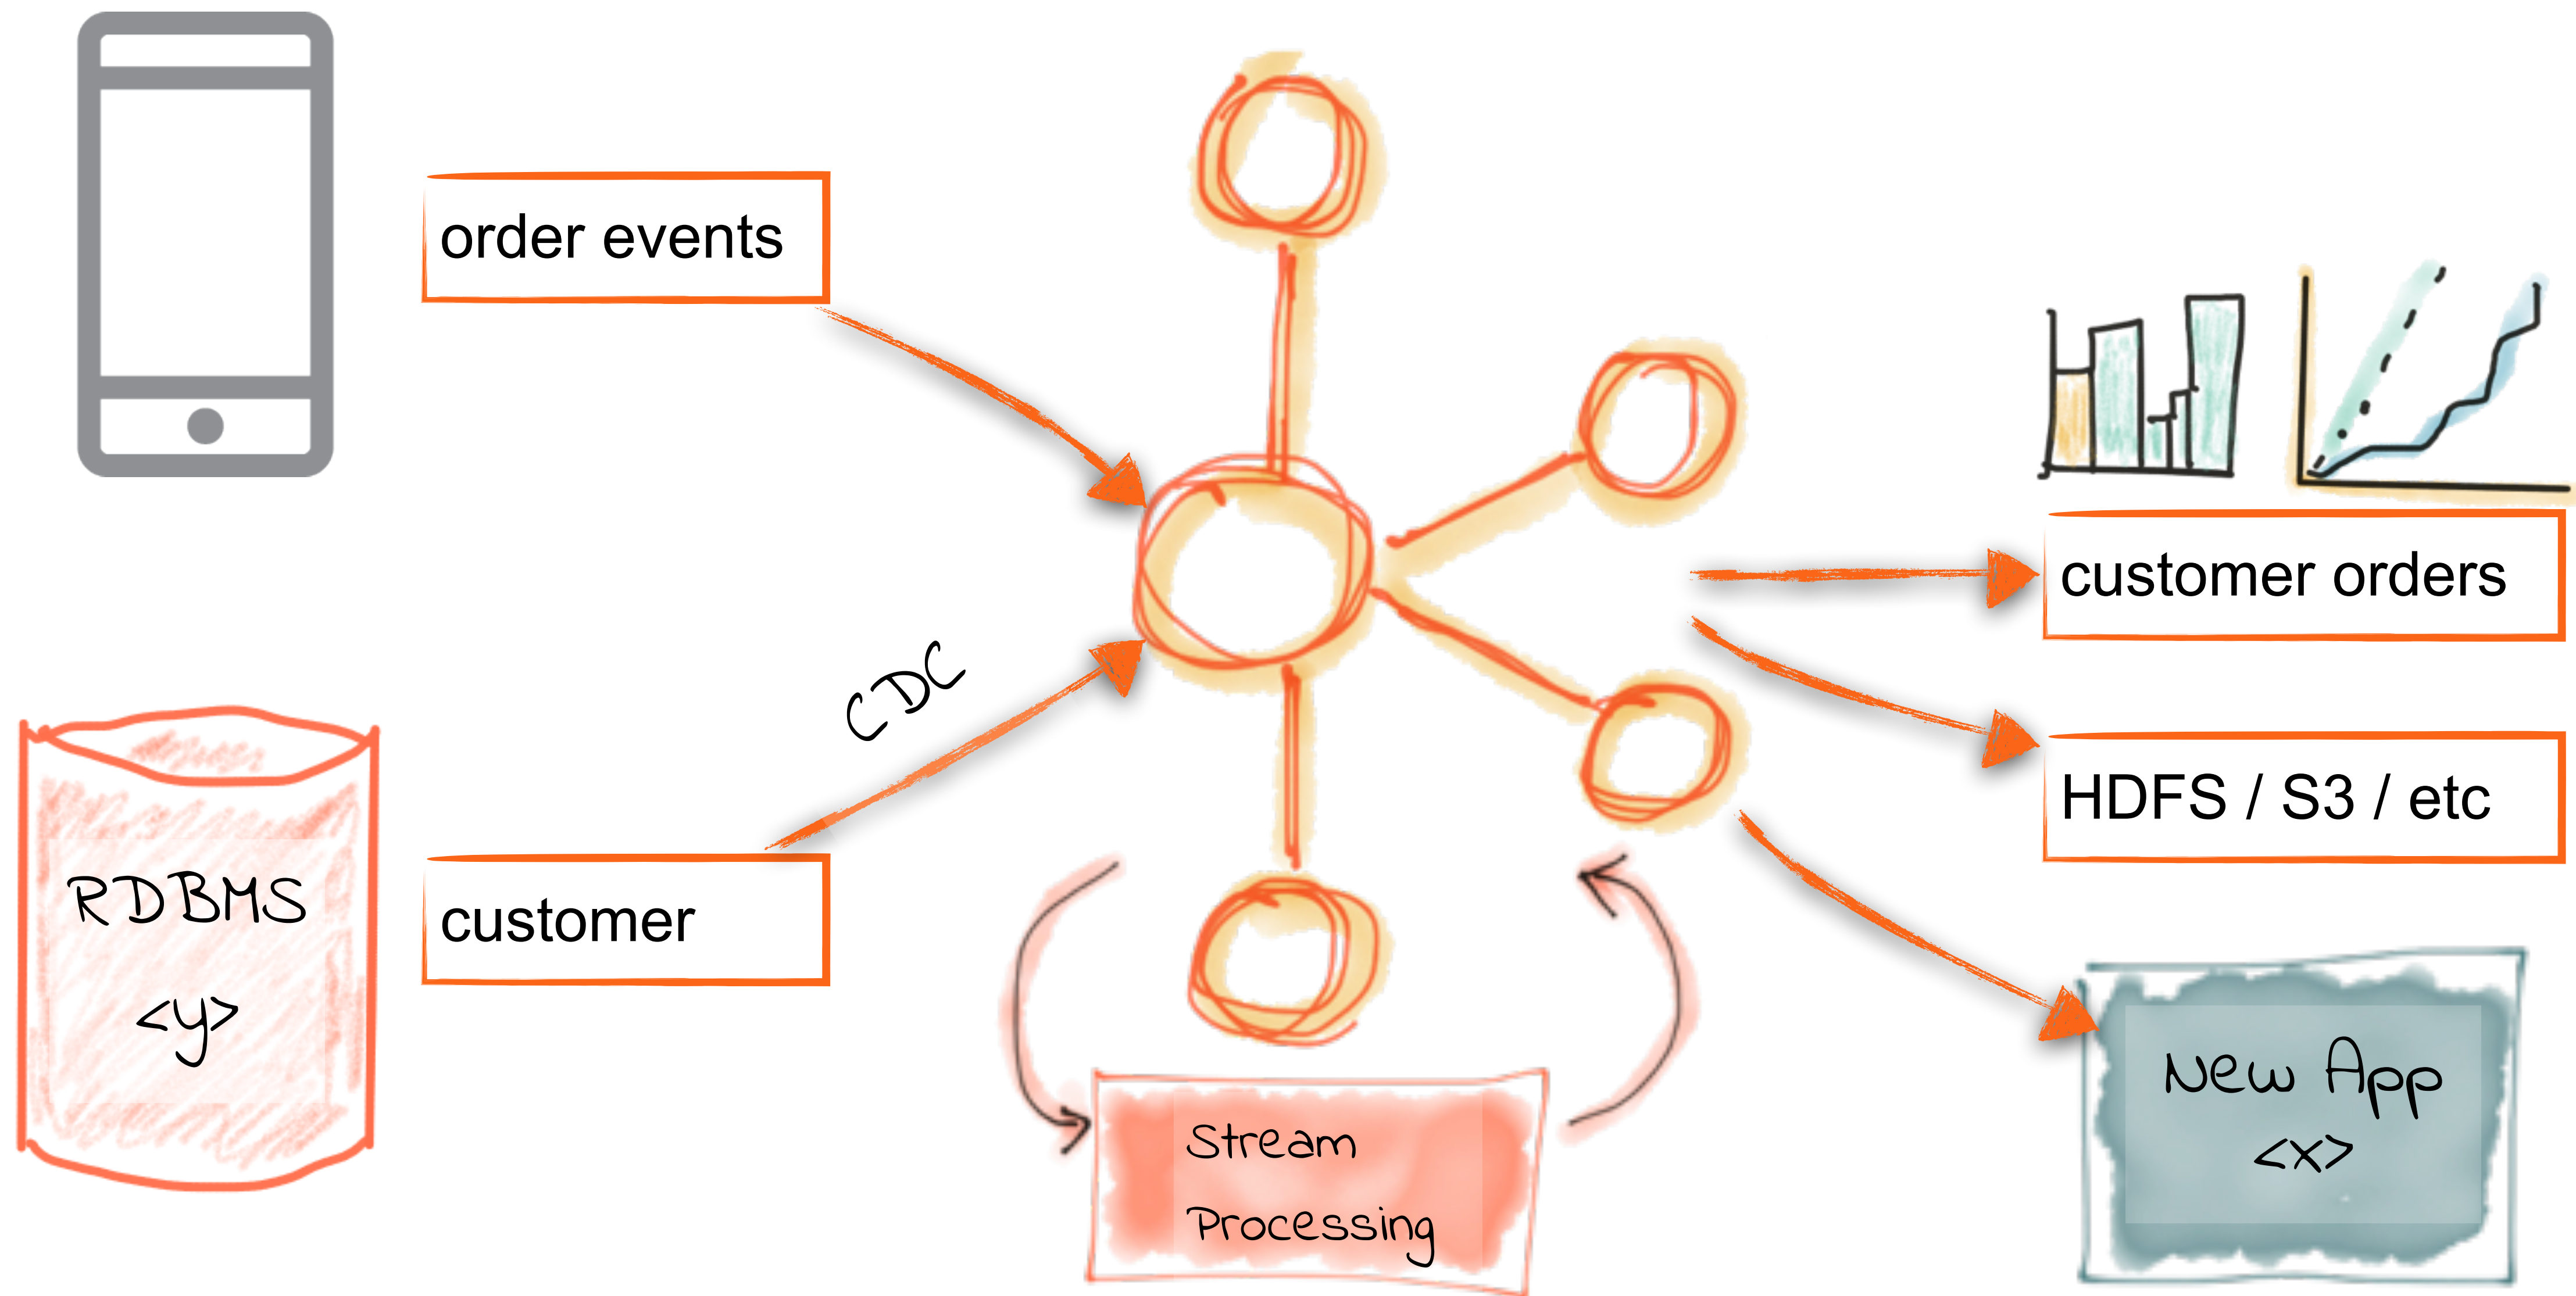 order events
CDC
customer
RDBMS
<y>
Stream
Processing
customer orders
HDFS / S3 / etc
New App
<x>